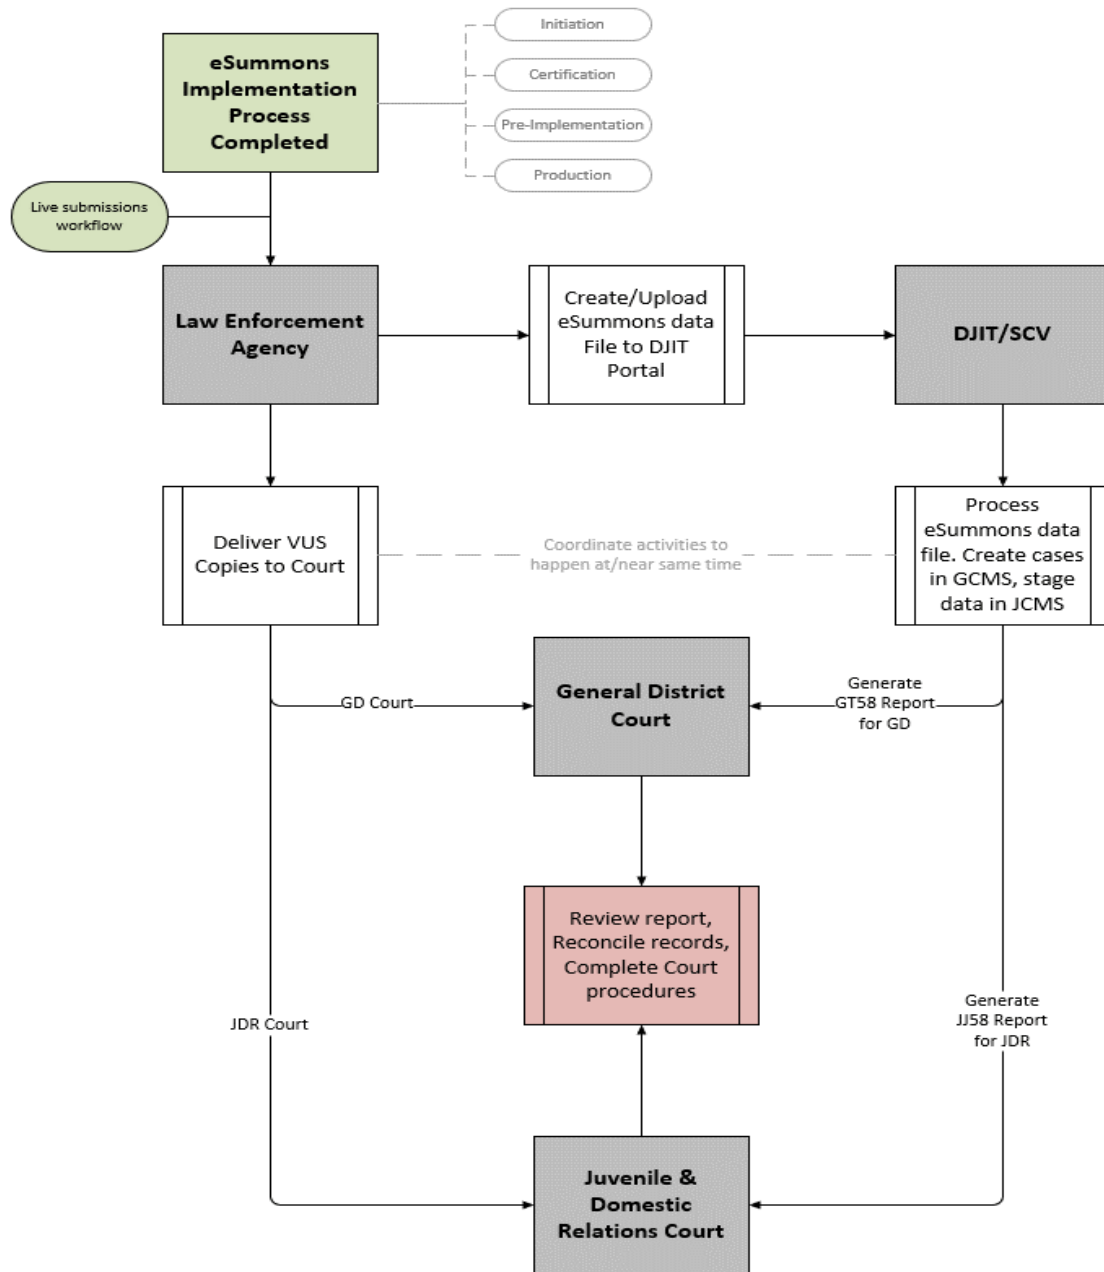 Initiation
eSummons
Implementation
Process
Completed
Certification
Pre-Implementation
Production
Live submissions
workflow
Law Enforcement
Agency
Create/Upload
eSummons data
File to DJIT
Portal
DJIT/SCV
Deliver VUS
Copies to Court
Coordinate activities to
happen at/near same time
Process
eSummons data
file. Create cases
in GCMS, stage
data in JCMS
GD Court
General District
Court
Generate
GT58 Report
for GD
Review report,
Reconcile records,
Complete Court
procedures
JDR Court
Generate
JJ58 Report
for JDR
Juvenile &
Domestic
Relations Court